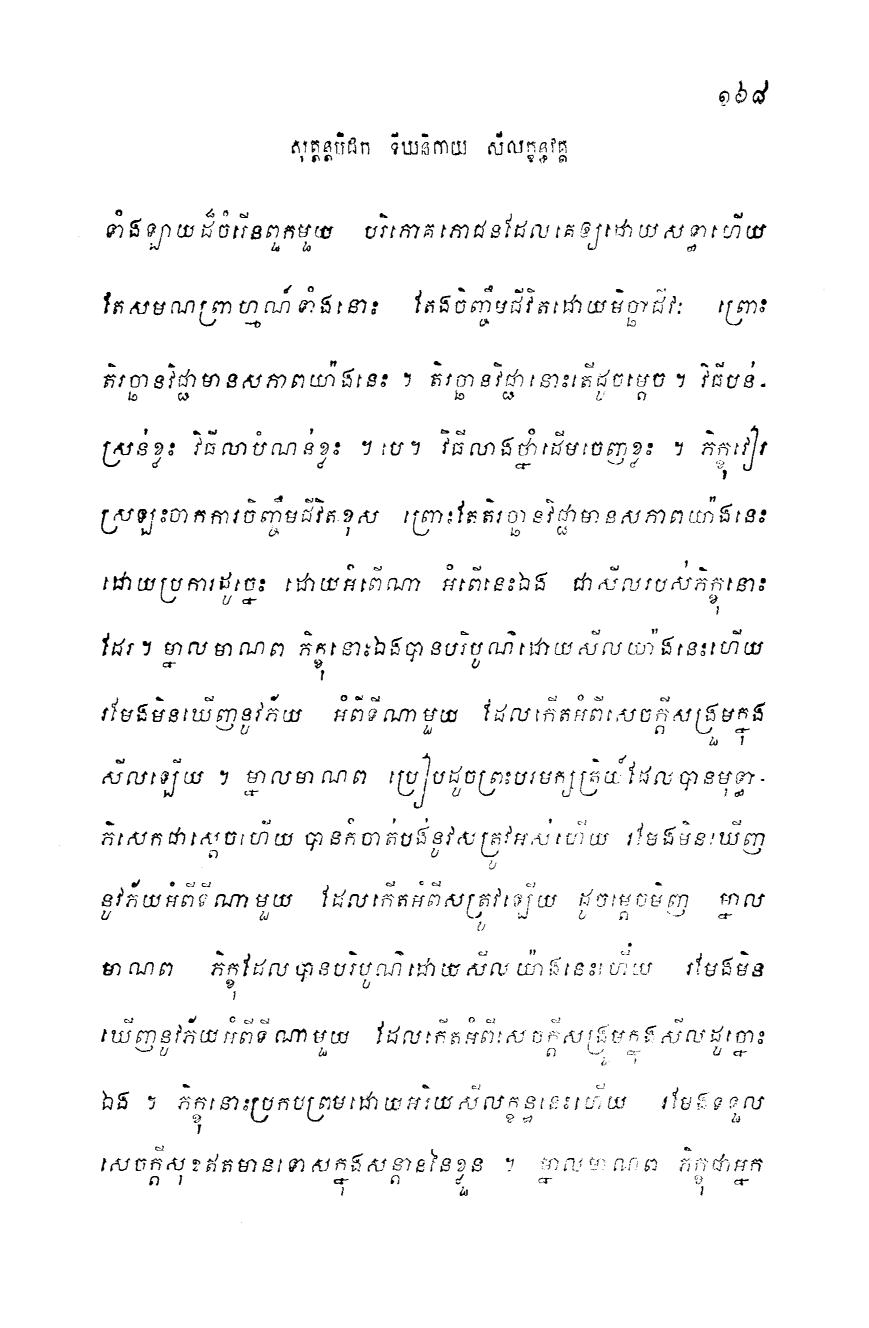 ១៦៨
សុត្តន្តបិដក ទីឃនិកាយ សីលក្ខន្ធវគ្គ
ទាំងឡាយដ៏ចំរើនពួកមួយ បរិភោគភោជនដែលគេឲ្យដោយសទ្ធាហើយ
តែសមណព្រាហ្មណ៍ទាំងនោះ តែងចិញ្ចឹមជីវិតដោយមិច្ឆាជីវៈ ព្រោះ
តិរច្ឆានវិជ្ជាមានសភាពយ៉ាងនេះ ។ តិរច្ឆានវិជ្ជានោះតើដូចម្តេច ។ វិធីបន់-
ស្រន់ខ្លះ វិធីលាបំណន់ខ្លះ ។ បេ ។ វិធីលាងថ្នាំដើមចេញខ្លះ ។ ភិក្ខុវៀរ
ស្រឡះចាកការចិញ្ចឹមជីវិតខុស ព្រោះតែតិរច្ឆានវិជ្ជាមានសភាពយ៉ាងនេះ
ដោយប្រការដូច្នេះ ដោយអំពើណា អំពើនេះឯង ជាសីលរបស់ភិក្ខុនោះ
ដែរ ។ ម្នាលមាណព ភិក្ខុនោះឯងបានបរិបូណ៌ដោយសីលយ៉ាងនេះហើយ
រមែងមិនឃើញនូវភ័យ អំពីទីណាមួយ ដែលកើតអំពីសេចក្តីសង្រួមក្នុង
សីលឡើយ ។ ម្នាលមាណព ប្រៀបដូចព្រះបរមក្សត្រិយ៍ដែលបានមុទ្ធា-
ភិសេកជាស្តេចហើយ បានកំចាត់បង់នូវសត្រូវអស់ហើយ រមែងមិនឃើញ
នូវភ័យអំពីទីណាមួយ ដែលកើតអំពីសត្រូវឡើយ ដូចម្តេចមិញ ម្នាល
មាណព ភិក្ខុដែលបានបរិបូណ៌ដោយសីលយ៉ាងនេះហើយ រមែងមិន
ឃើញនូវភ័យអំពីទីណាមួយ ដែលកើតអំពីសេចក្តីសង្រួមក្នុងសីលដូច្នោះ
ឯង ។ ភិក្ខុនោះប្រកបព្រមដោយអរិយសីលក្ខន្ធនេះហើយ រមែងទទួល
សេចក្តីសុខឥតមានទោសក្នុងសន្តាននៃខ្លួន ។ ម្នាលមាណព ភិក្ខុជាអ្នក